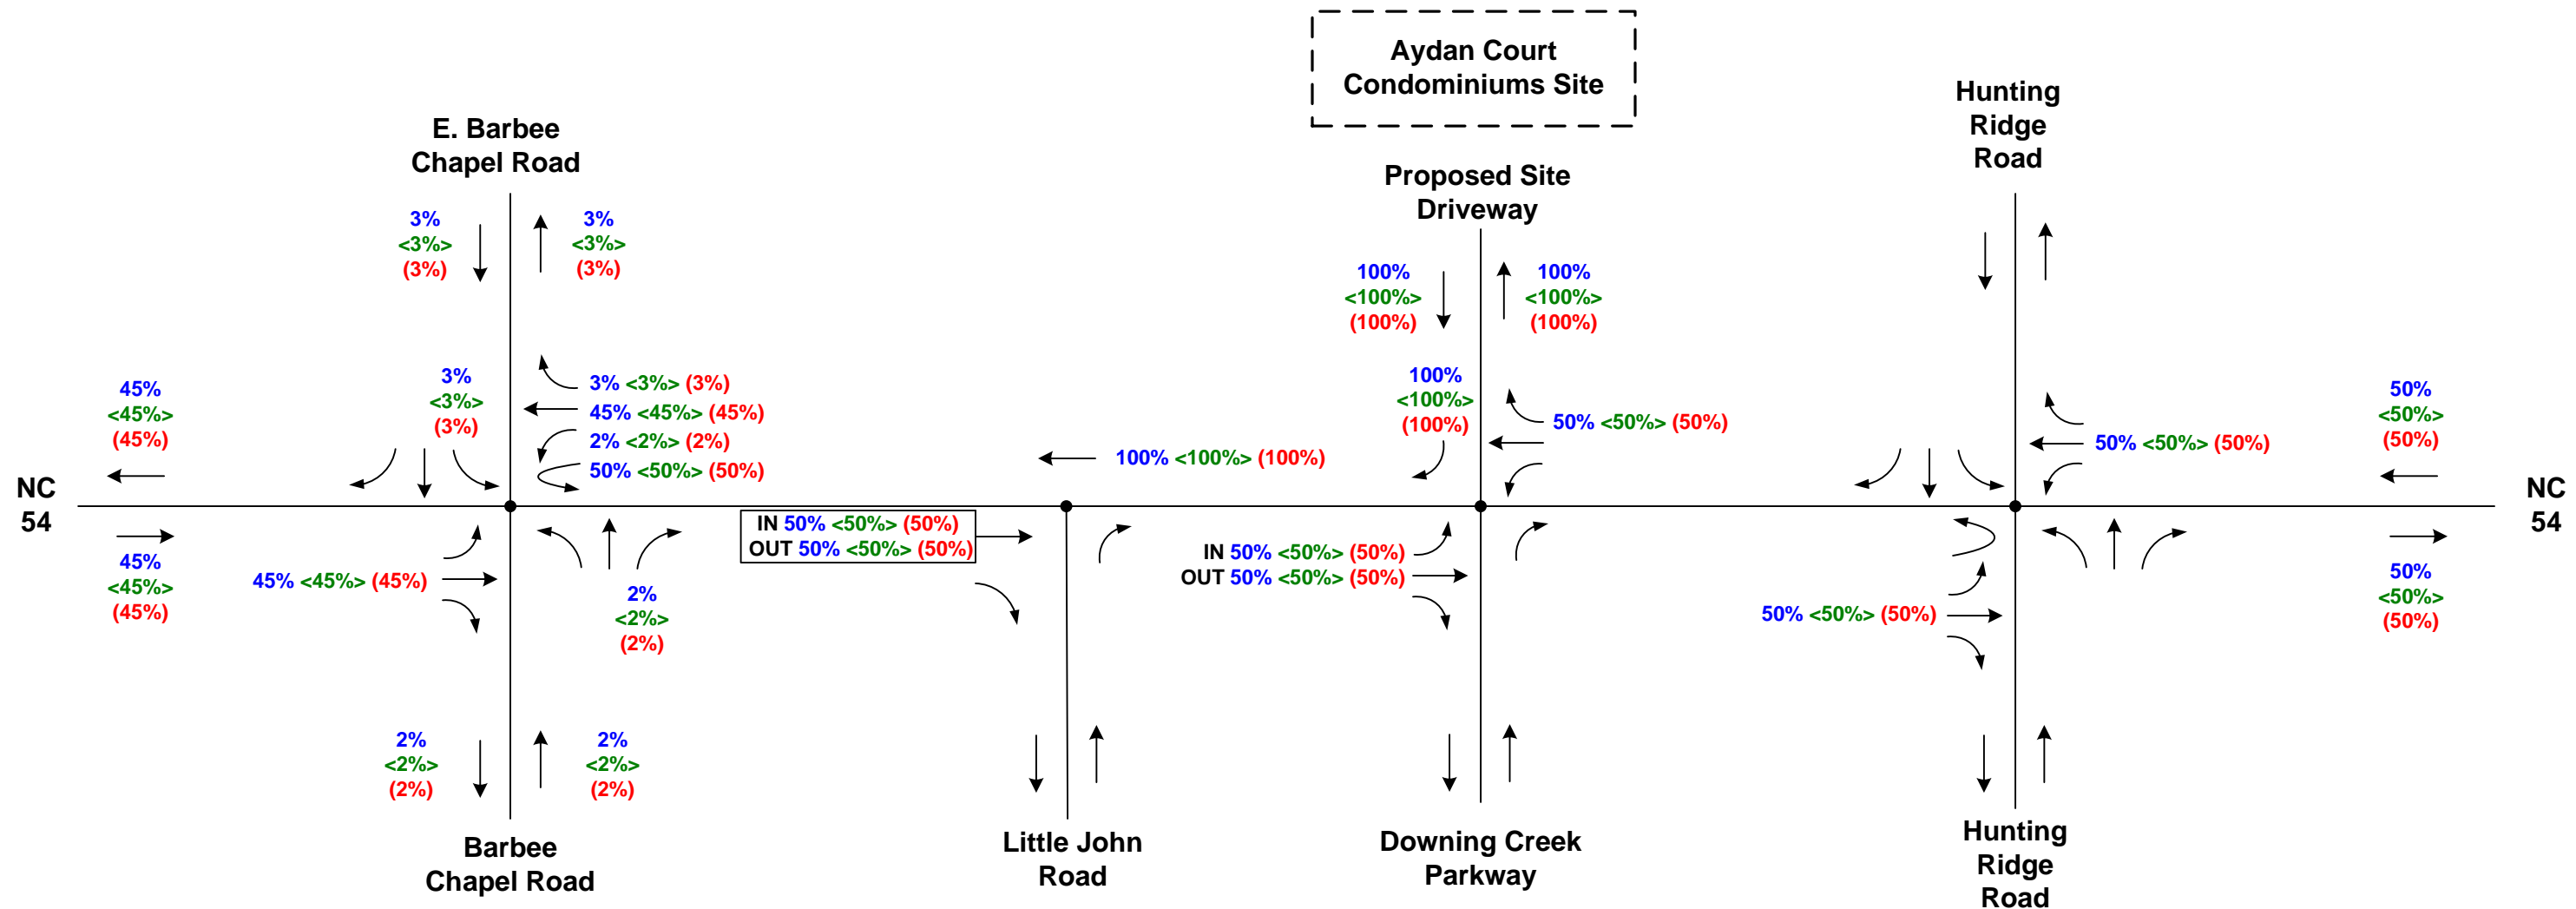 Aydan Court
Condominiums Site
Hunting
Ridge
Road
E. Barbee
Chapel Road
Proposed Site
Driveway
3%
<3%>
(3%)
3%
<3%>
(3%)
100%
<100%>
(100%)
100%
<100%>
(100%)
45%
<45%>
(45%)
3%
<3%>
(3%)
3% <3%> (3%)
45% <45%> (45%)
2% <2%> (2%)
50% <50%> (50%)
100%
<100%>
(100%)
50% <50%> (50%)
100% <100%> (100%)
50% <50%> (50%)
50%
<50%>
(50%)
NC
54
NC
54
45%
<45%>
(45%)
45% <45%> (45%)
2%
<2%>
(2%)
IN 50% <50%> (50%)
OUT 50% <50%> (50%)
IN 50% <50%> (50%)
OUT 50% <50%> (50%)
50% <50%> (50%)
50%
<50%>
(50%)
2%
<2%>
(2%)
2%
<2%>
(2%)
Barbee
Chapel Road
Little John
Road
Downing Creek
Parkway
Hunting
Ridge
Road